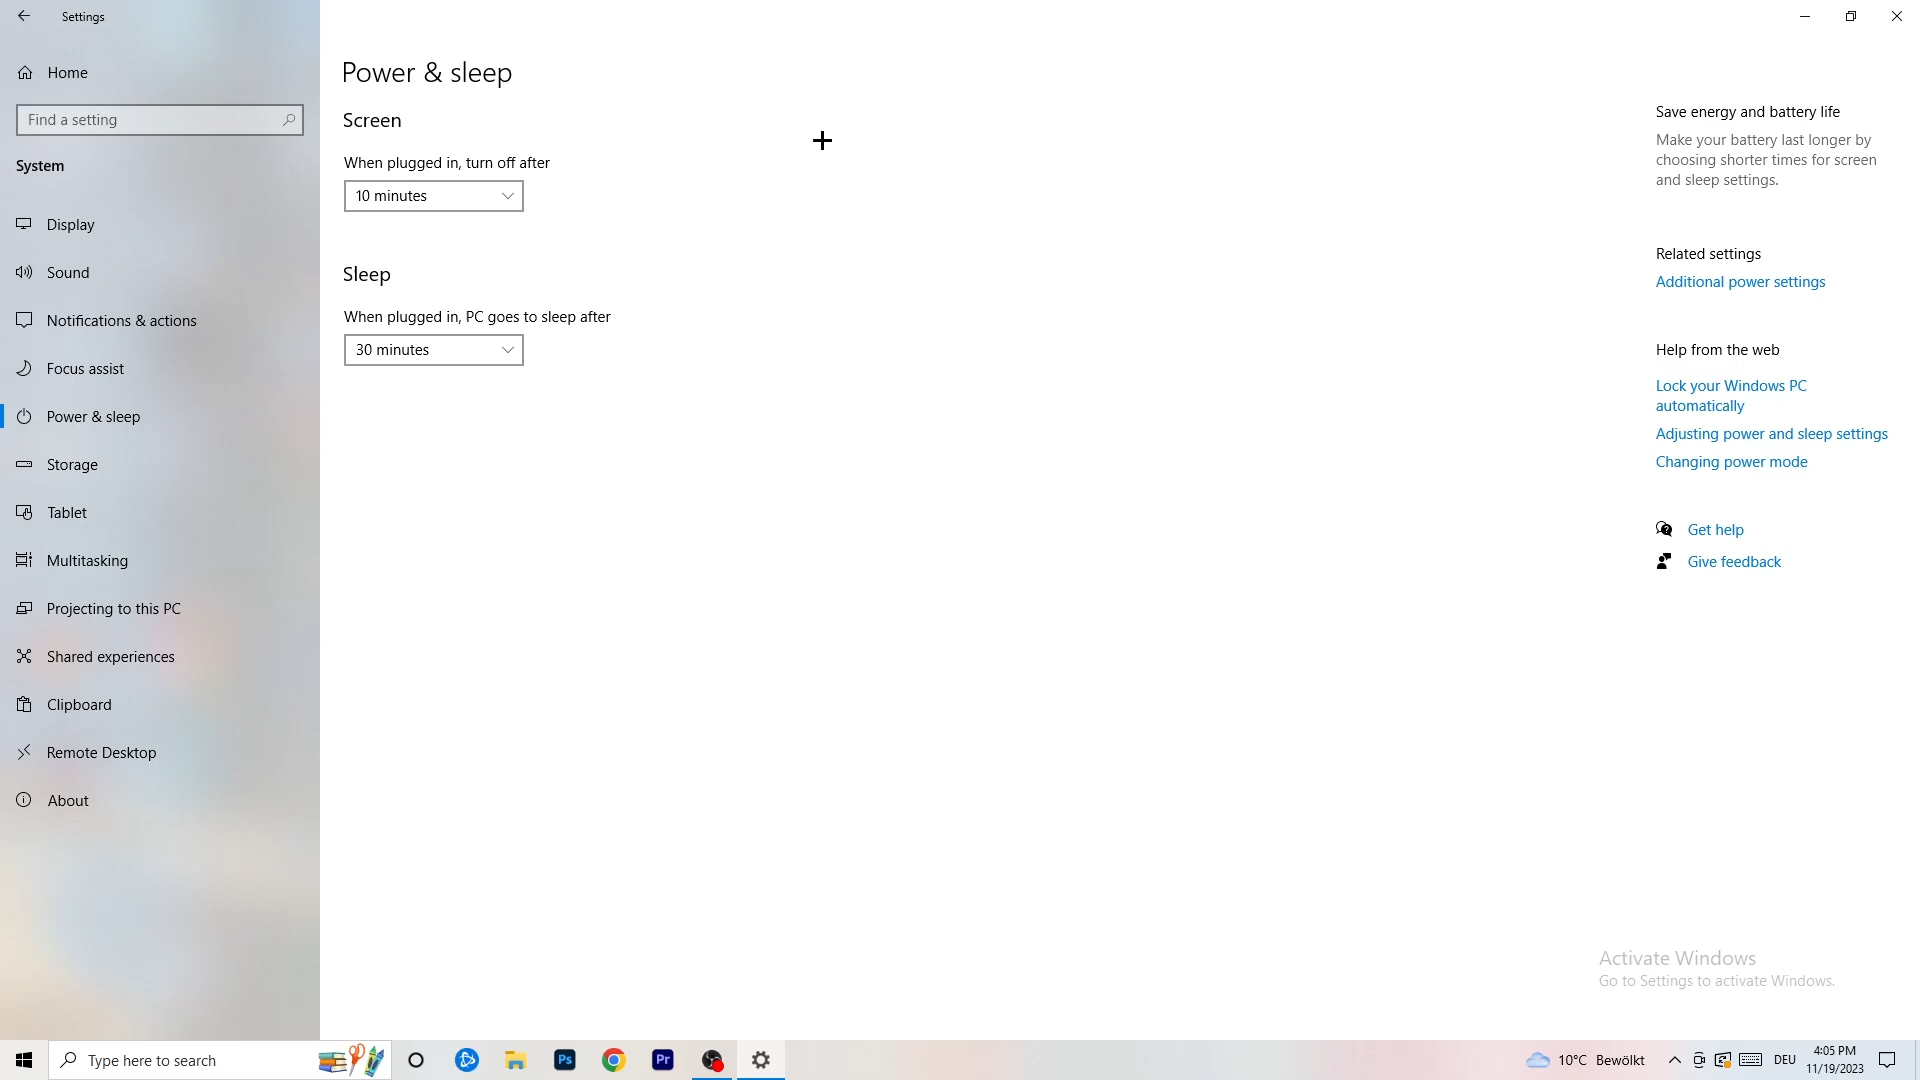 Settings
Home
Find a setting
System
Display
Sound
Notifications & actions
Focus assist
Power & sleep
Storage
Tablet
Multitasking
Projecting to this PC
Shared experiences
Clipboard
Remote Desktop
About
Power & sleep
Screen
When plugged in, turn off after
10 minutes
Sleep
When plugged in, PC goes to sleep after
30 minutes
Save energy and battery life
Make your battery last longer by
choosing shorter times for screen
and sleep settings.
Related settings
Additional power settings
Help from the web
Lock your Windows PC
automatically
Adjusting power and sleep settings
Changing power mode
Get help
Give feedback
Activate Windows
Go to Settings to activate Windows.
Type here to search
Ps
Pr
10°C Bewölkt
DEU
4:05 PM
11/19/2023